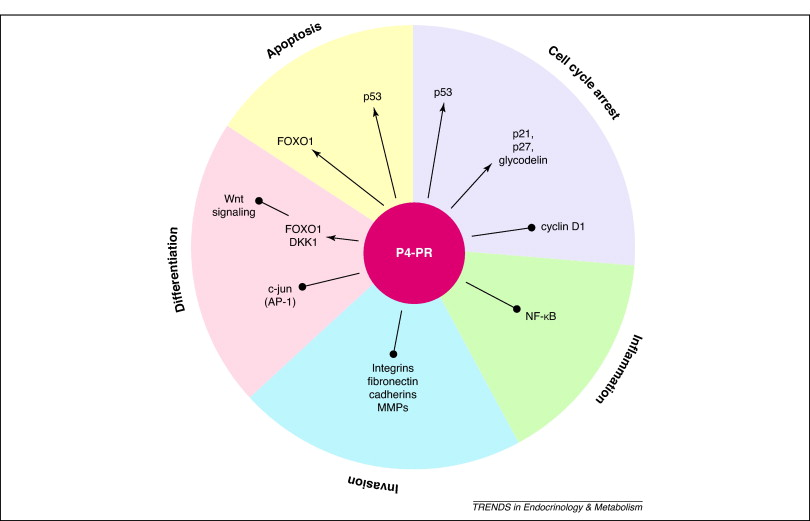 Apoptosis
Cell cycle arrest
p53
p53
FOXO1
p21,
p27,
glycodelin
Wnt
signaling
FOXO1
DKK1
cyclin D1
P4-PR
Differentiation
c-jun
(AP-1)
NF-κB
Inflammation
Integrins
fibronectin
cadherins
MMPs
Invasion
TRENDS in Endocrinology & Metabolism